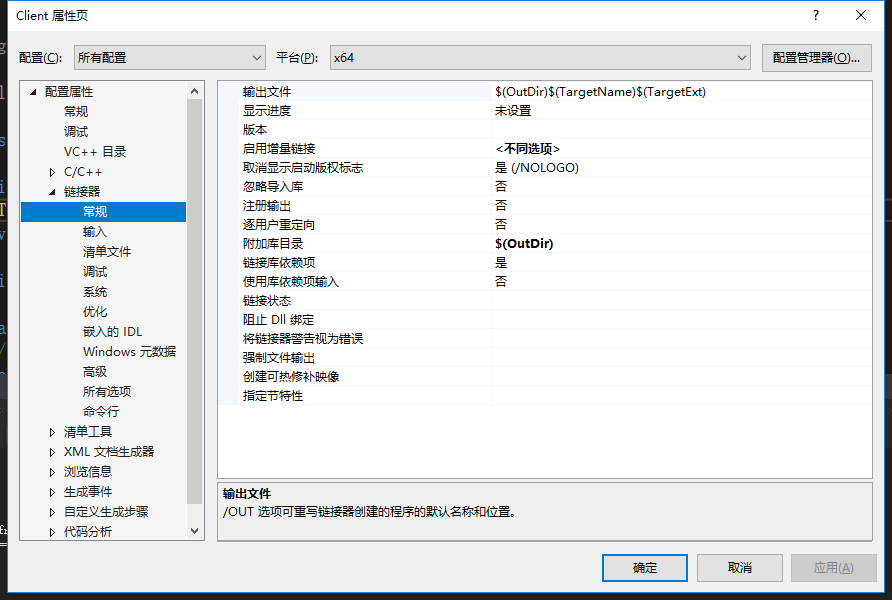 Client 属性页
?
配置(C):
所有配置
平台(P):
x64
配置管理器(O)...
配置属性
常规
调试
VC++ 目录
C/C++
链接器
常规
输入
清单文件
调试
系统
优化
嵌入的 IDL
Windows 元数据
高级
所有选项
命令行
清单工具
XML 文档生成器
浏览信息
生成事件
自定义生成步骤
代码分析
输出文件 $(OutDir)$(TargetName)$(TargetExt)
显示进度 未设置
版本
启用增量链接 <不同选项>
取消显示启动版权标志 是 (/NOLOGO)
忽略导入库 否
注册输出 否
逐用户重定向 否
附加库目录 $(OutDir)
链接库依赖项 是
使用库依赖项输入 否
链接状态
阻止 Dll 绑定
将链接器警告视为错误
强制文件输出
创建可热修补映像
指定节特性
输出文件
/OUT 选项可重写链接器创建的程序的默认名称和位置。
确定
取消
应用(A)